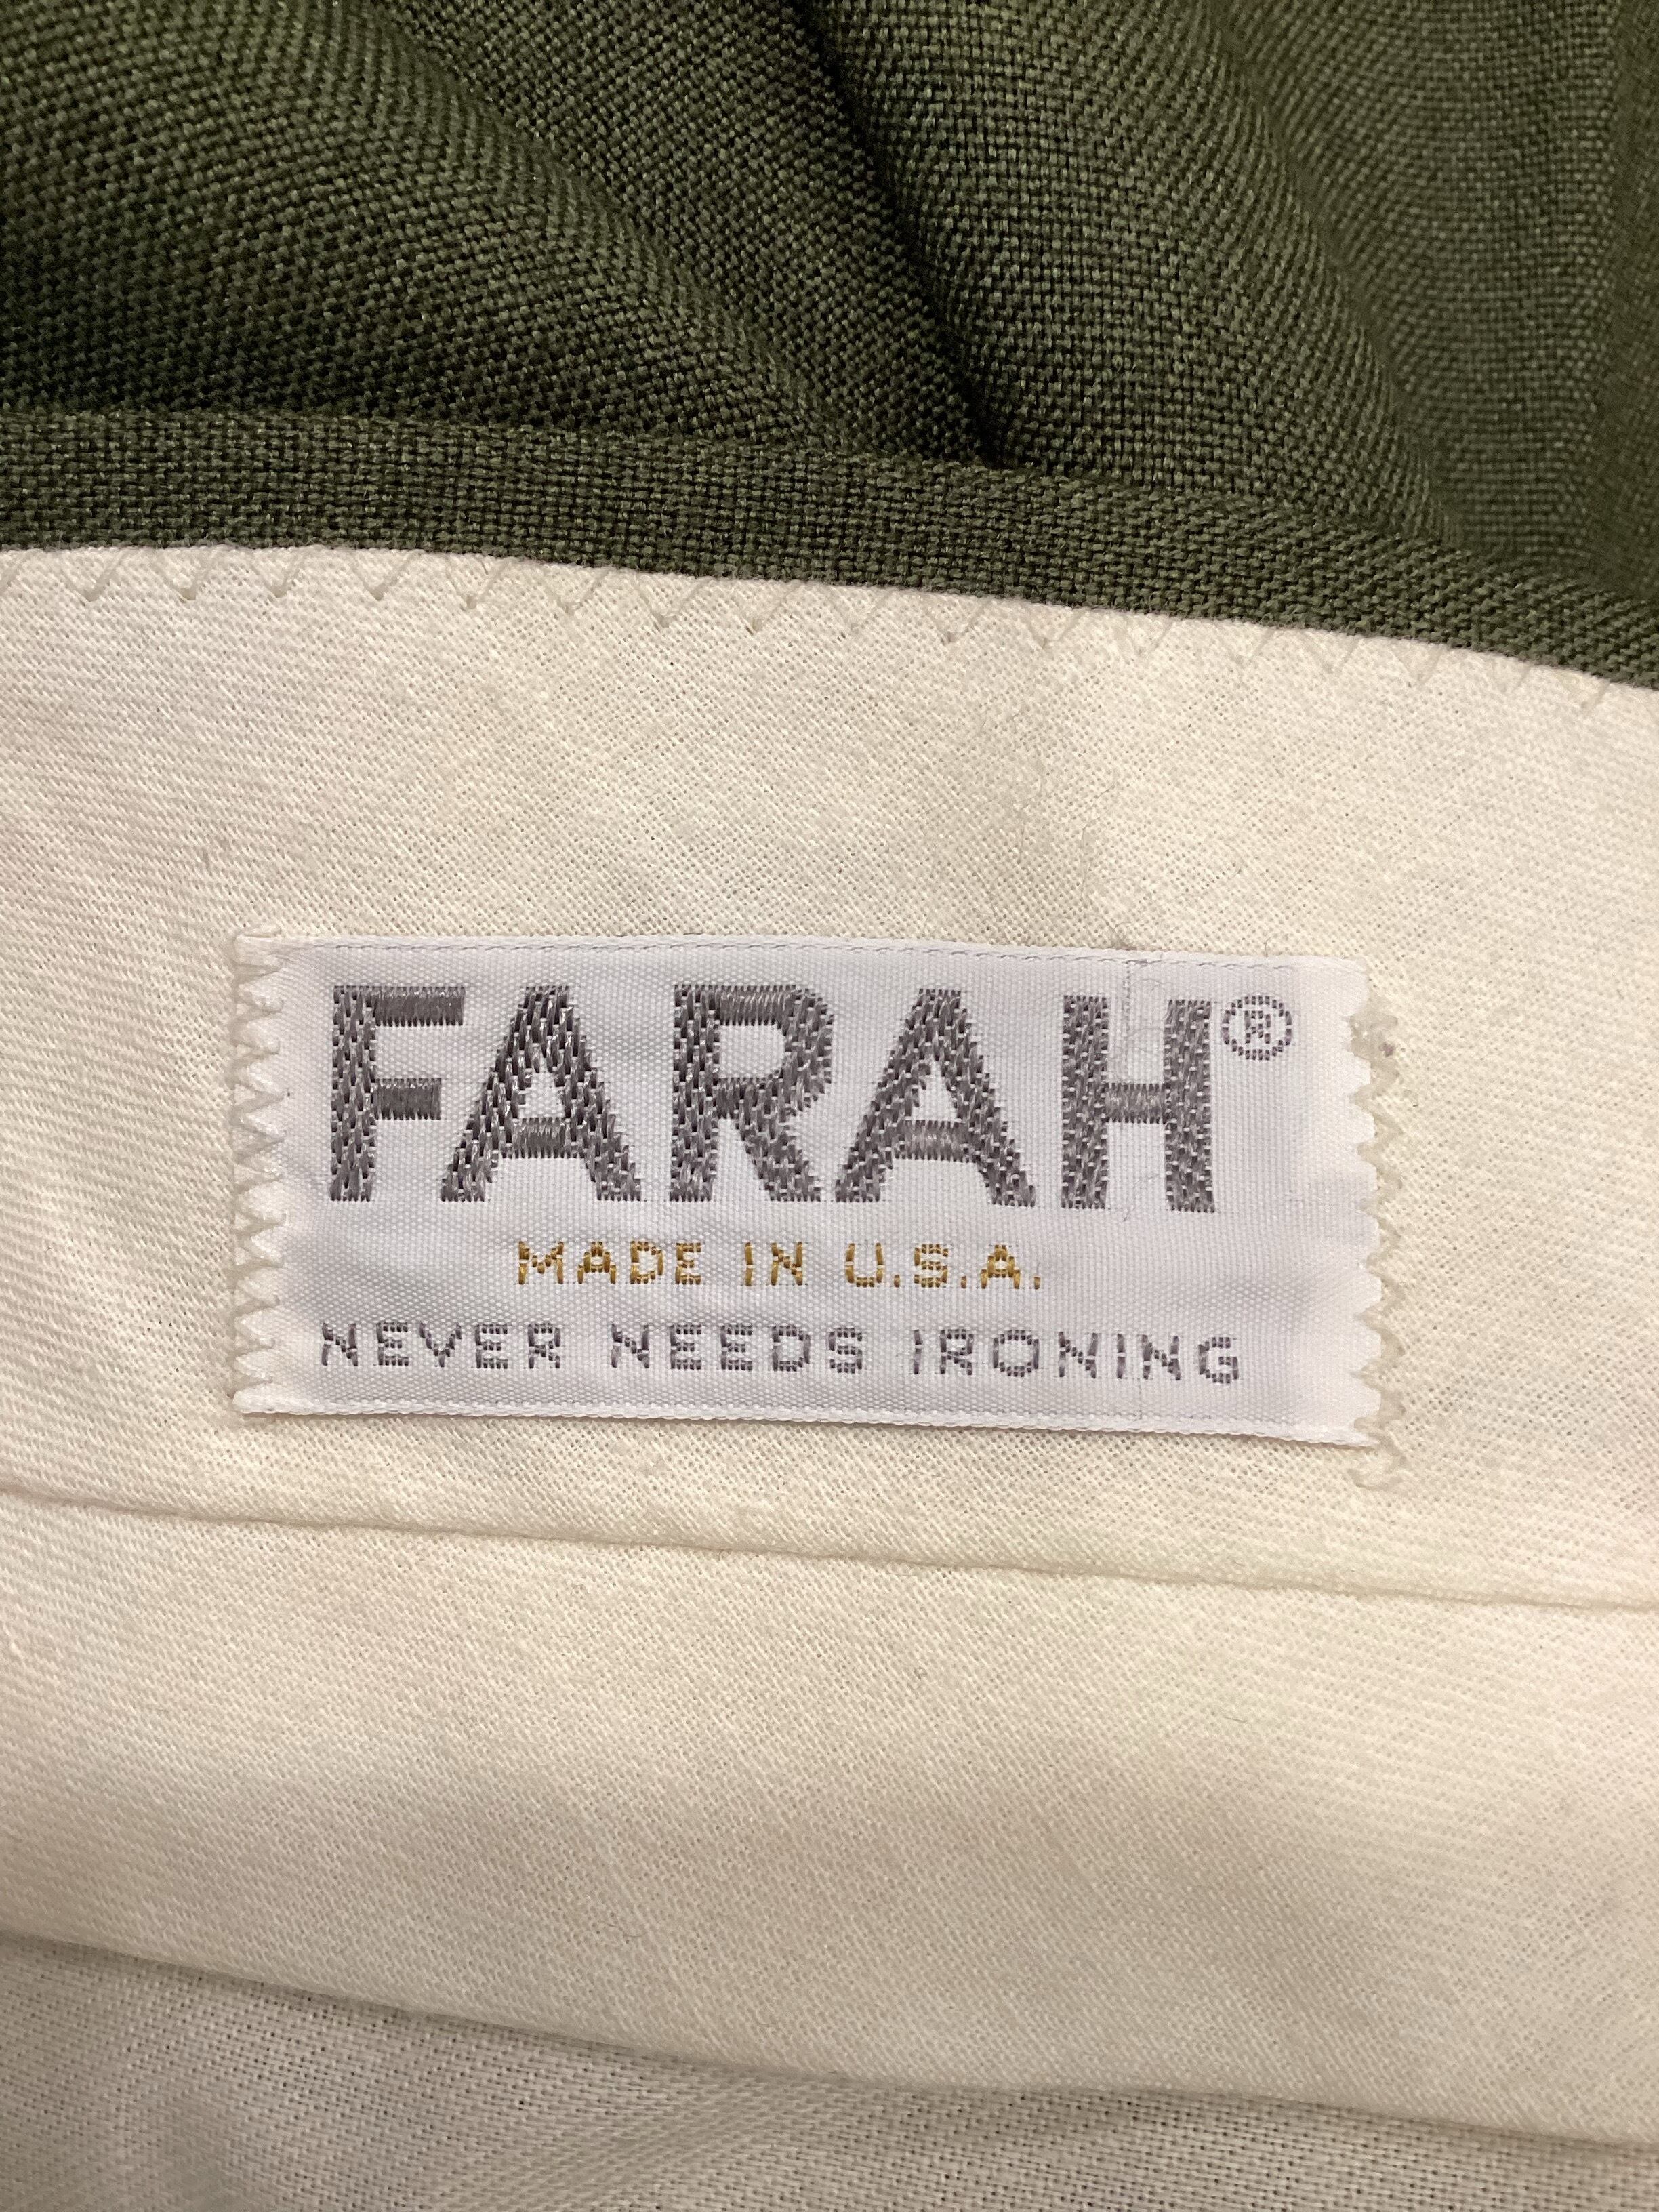 FARAH®
MADE IN U.S.A.
NEVER NEEDS IRONING